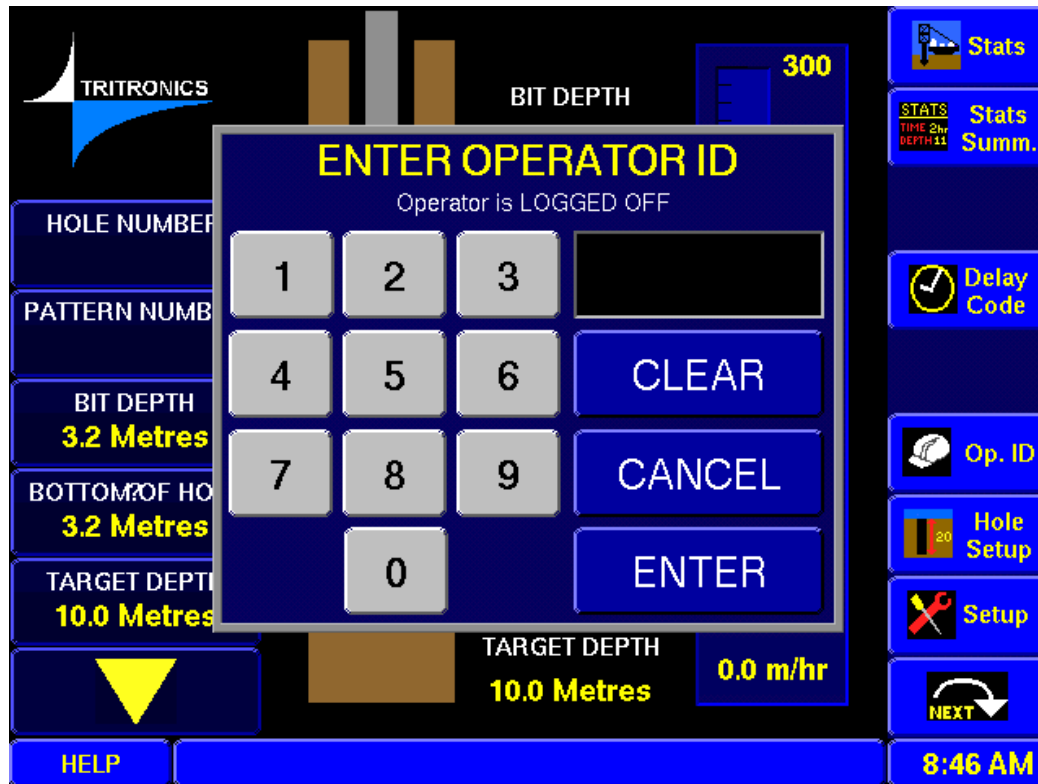 TRITRONICS
HOLE NUMBER
PATTERN NUMB
BIT DEPTH
3.2 Metres
BOTTOM?OF HO
3.2 Metres
TARGET DEPTH
10.0 Metres
HELP
BIT DEPTH
300
ENTER OPERATOR ID
Operator is LOGGED OFF
1 2 3
4 5 6 CLEAR
7 8 9 CANCEL
0 ENTER
TARGET DEPTH
10.0 Metres
0.0 m/hr
Stats
STATS
TIME 2hr
DEPTH 11
Stats
Summ.
Delay
Code
Op. ID
20
Hole
Setup
Setup
NEXT
8:46 AM